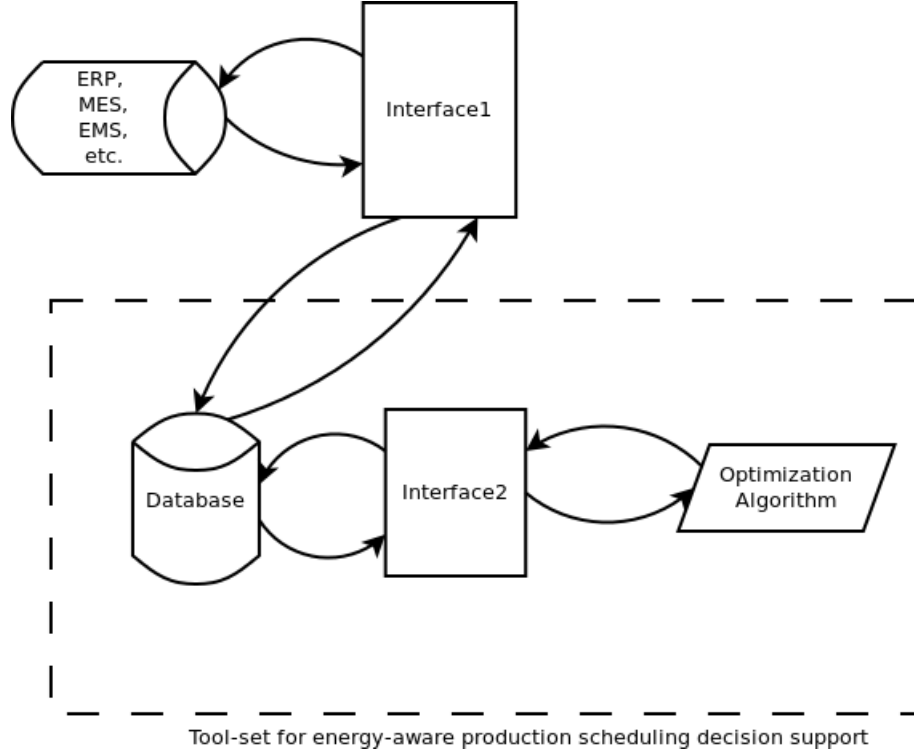 ERP,
MES,
EMS,
etc.
Interface1
Database
Interface2
Optimization
Algorithm
Tool-set for energy-aware production scheduling decision support